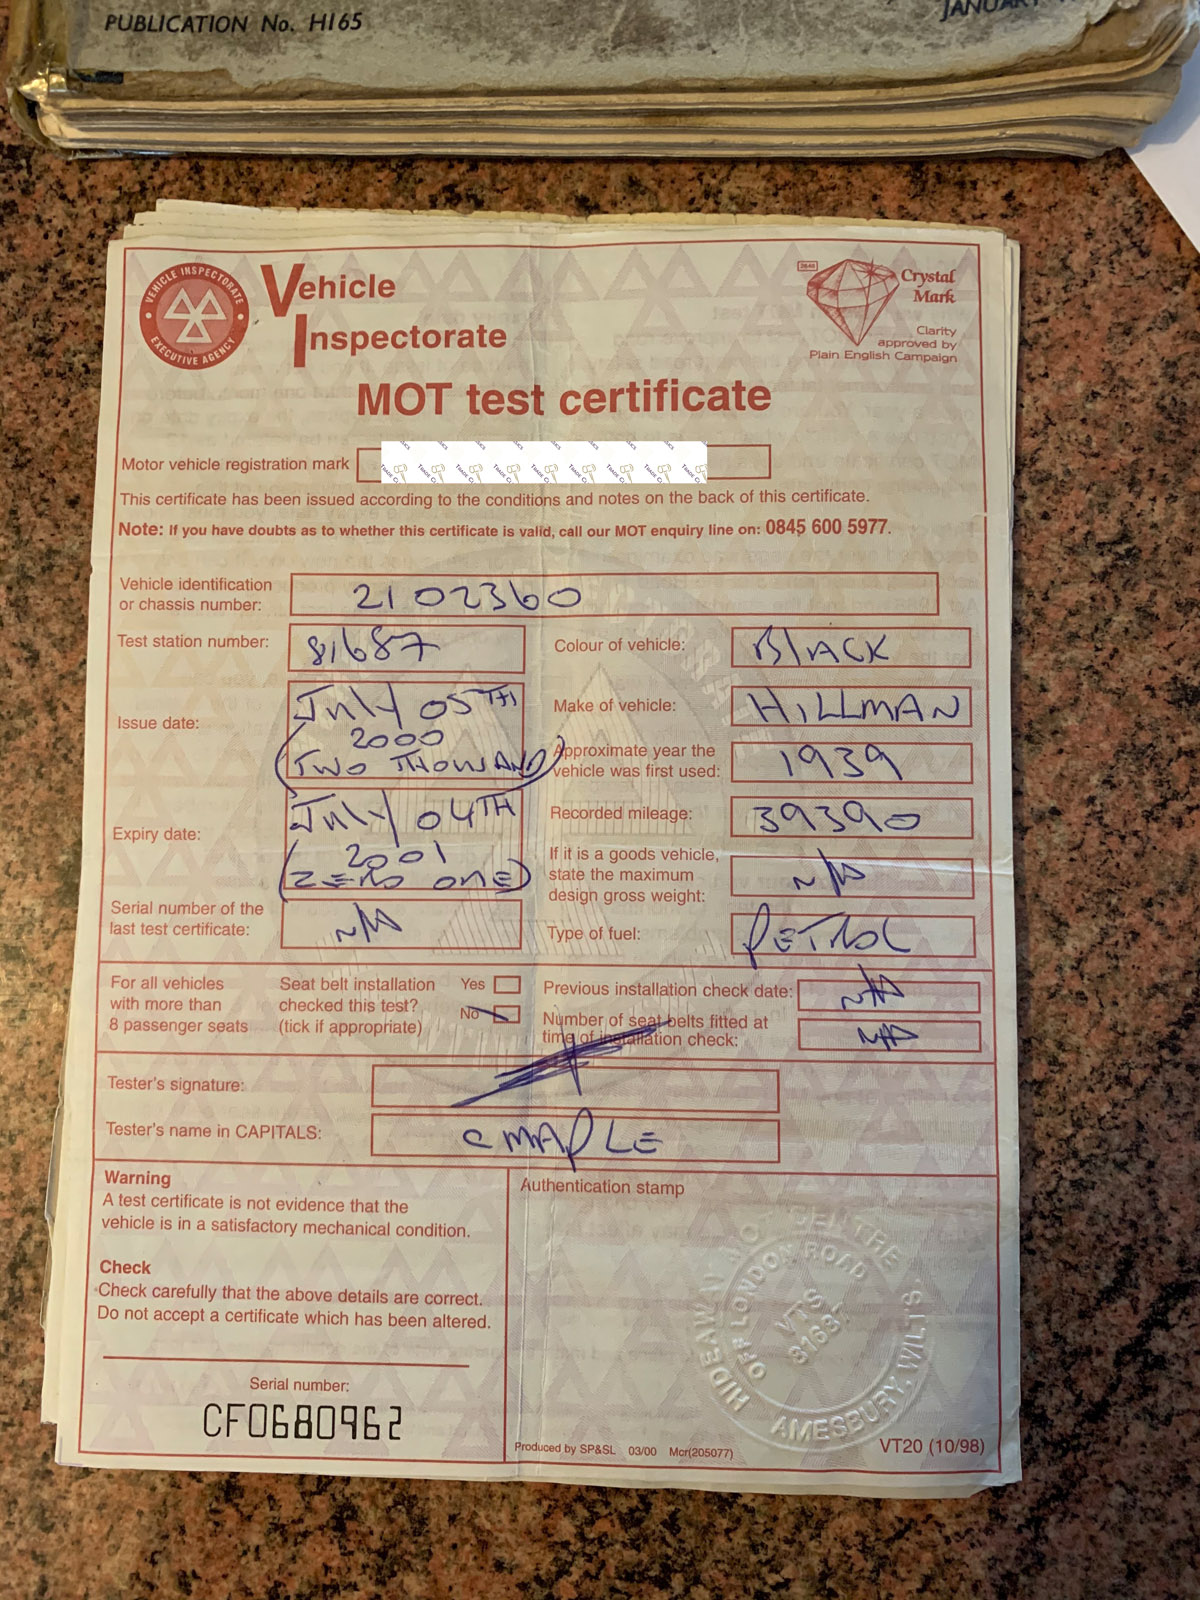 PUBLICATION No. H165
JANUARY
VEHICLE INSPECTORATE
EXECUTIVE AGENCY
Vehicle
Inspectorate
Crystal
Mark
Clarity
approved by
Plain English Campaign
MOT test certificate
Motor vehicle registration mark
This certificate has been issued according to the conditions and notes on the back of this certificate.
Note: If you have doubts as to whether this certificate is valid, call our MOT enquiry line on: 0845 600 5977.
Vehicle identification
or chassis number:
2102360
Test station number:
81687
Colour of vehicle:
BLACK
Issue date:
July 05TH
2000
(TWO THOUSAND)
Make of vehicle:
HILLMAN
Approximate year the
vehicle was first used:
1939
Expiry date:
July 04TH
2001
(ZERO ONE)
Recorded mileage:
39390
If it is a goods vehicle,
state the maximum
design gross weight:
N/A
Serial number of the
last test certificate:
N/A
Type of fuel:
PETROL
For all vehicles
with more than
8 passenger seats
Seat belt installation
checked this test?
(tick if appropriate)
Yes
No
Previous installation check date:
N/A
Number of seat belts fitted at
time of installation check:
N/A
Tester's signature:
Tester's name in CAPITALS:
C MAPLE
Warning
A test certificate is not evidence that the
vehicle is in a satisfactory mechanical condition.
Check
Check carefully that the above details are correct.
Do not accept a certificate which has been altered.
Serial number:
CF0680962
Authentication stamp
HIDEAWAY MOT CENTRE
OFF LONDON ROAD
VTS
81687
AMESBURY, WILTS
Produced by SP&SL 03/00 Mcr(205077)
VT20 (10/98)